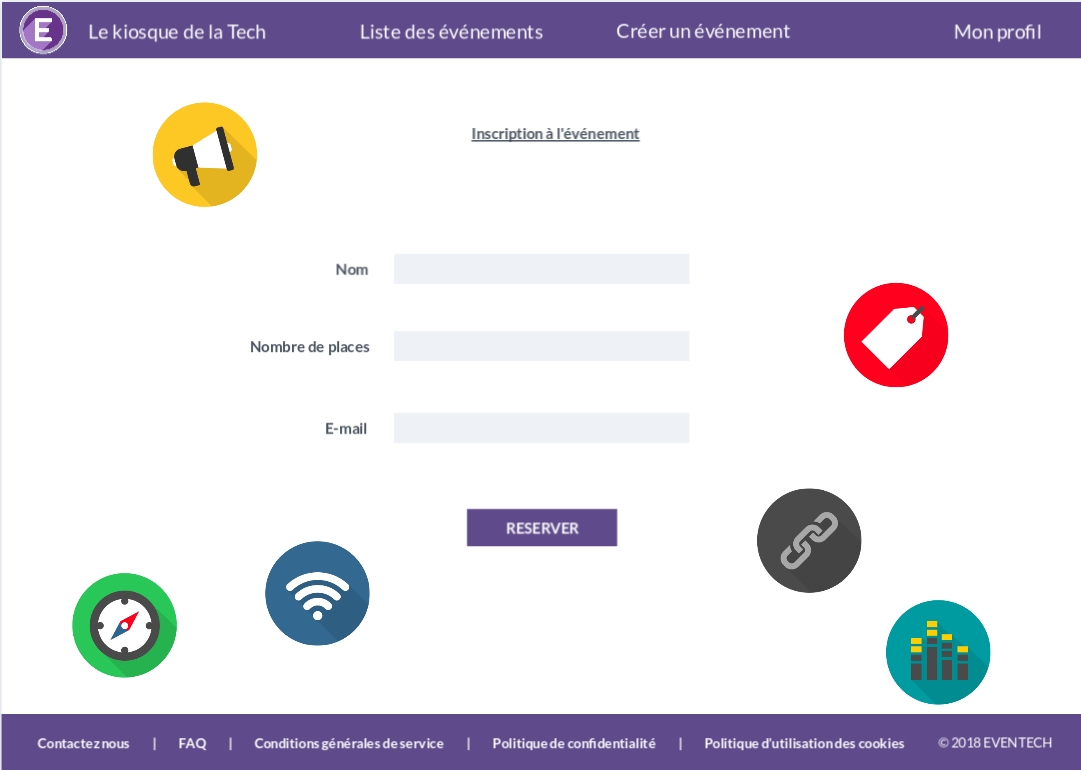 E Le kiosque de la Tech Liste des événements Créer un événement Mon profil
Inscription à l'événement
Nom
Nombre de places
E-mail
RESERVER
Contactez nous | FAQ | Conditions générales de service | Politique de confidentialité | Politique d'utilisation des cookies © 2018 EVENTECH